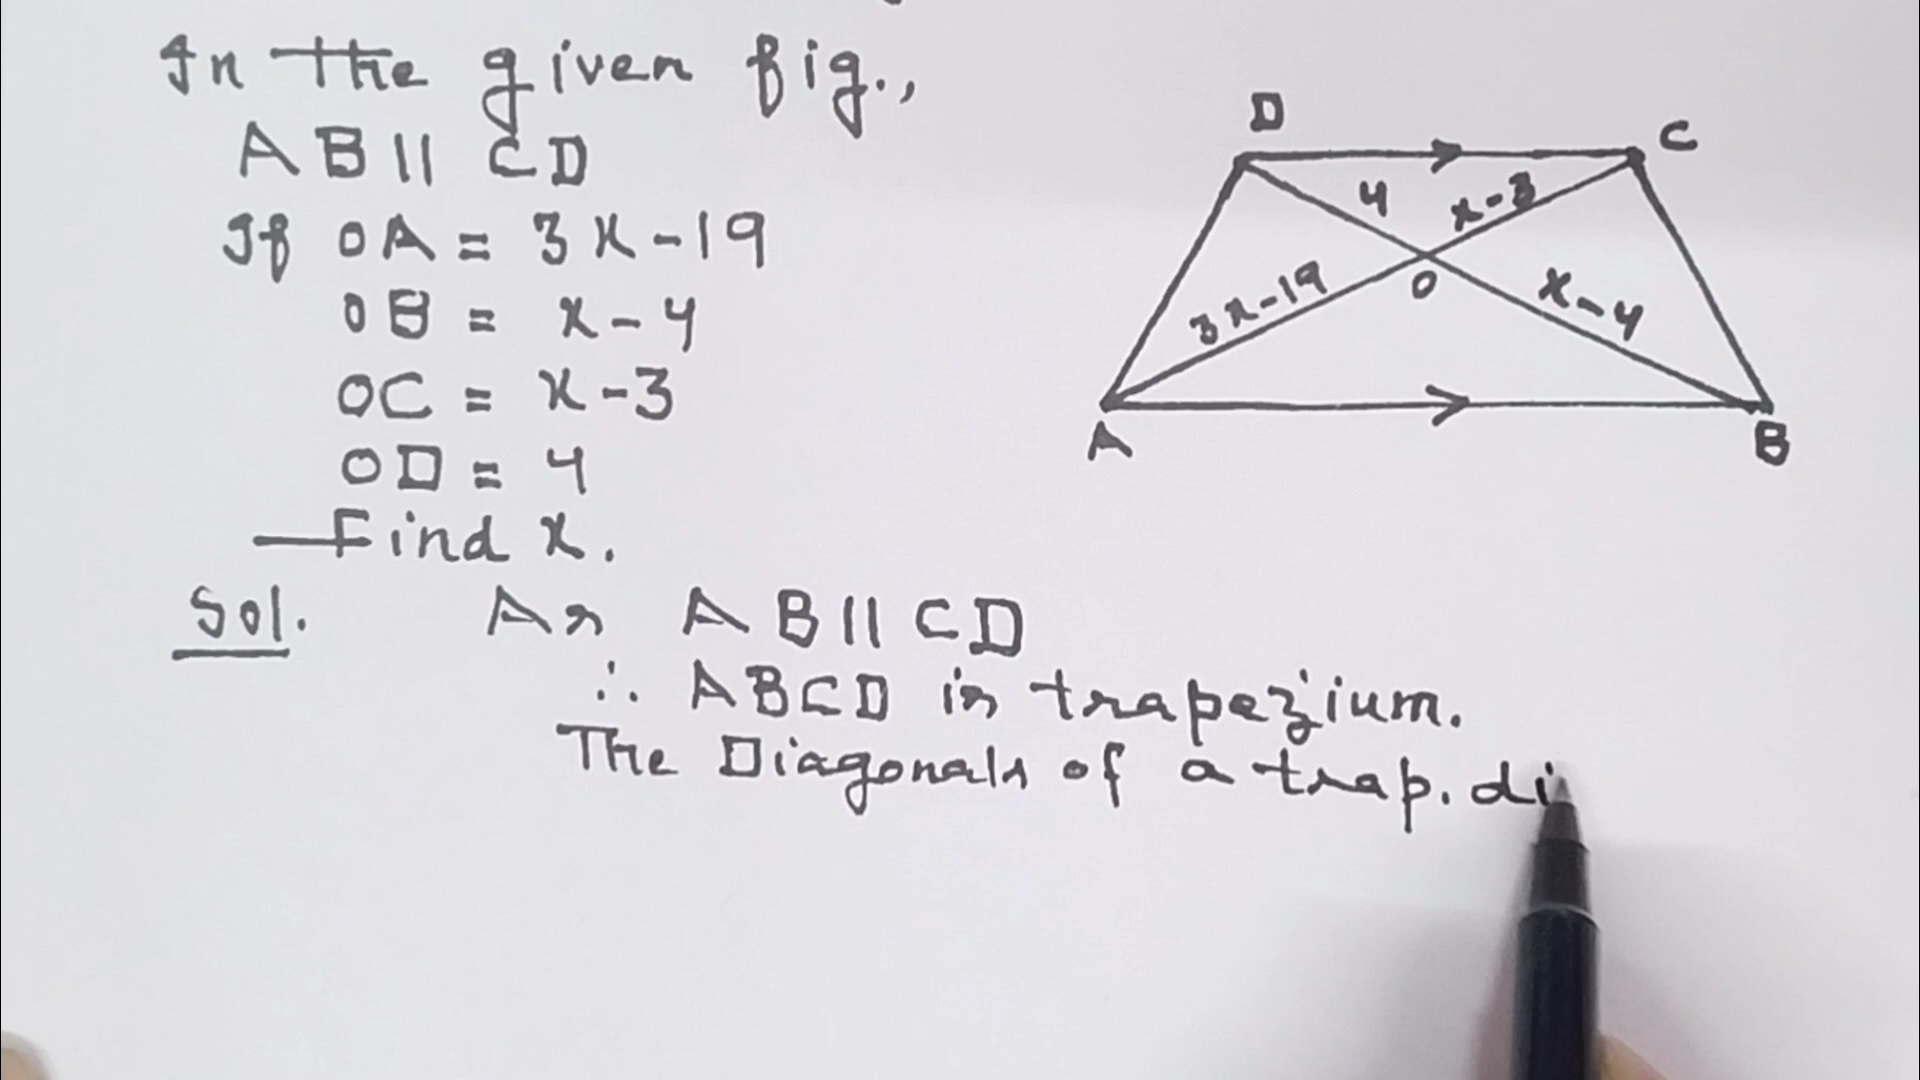 In the given fig.,
AB || CD
If OA = 3x-19
OB = x-4
OC = x-3
OD = 4
Find x.
Sol. As AB || CD
∴ ABCD is trapezium.
The Diagonals of a trap. di
D
C
4
x-3
3x-19
O
x-4
A
B